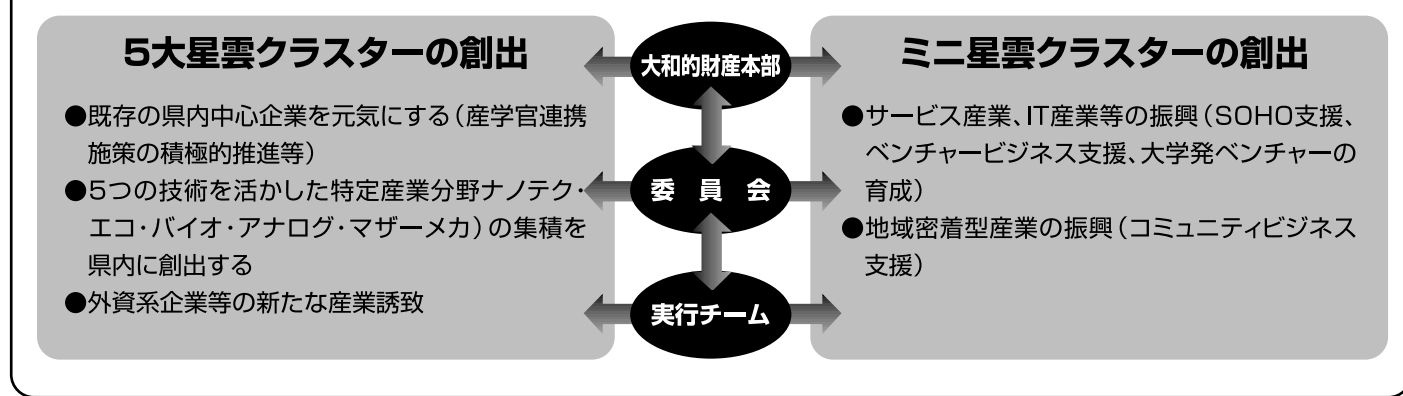 5大星雲クラスターの創出
●既存の県内中心企業を元気にする（産学官連携
施策の積極的推進等）
●5つの技術を活かした特定産業分野ナノテク・
エコ・バイオ・アナログ・マザーメカ）の集積を
県内に創出する
●外資系企業等の新たな産業誘致
大和的財産本部
委員会
実行チーム
ミニ星雲クラスターの創出
●サービス産業、IT産業等の振興（SOHO支援、
ベンチャービジネス支援、大学発ベンチャーの
育成）
●地域密着型産業の振興（コミュニティビジネス
支援）